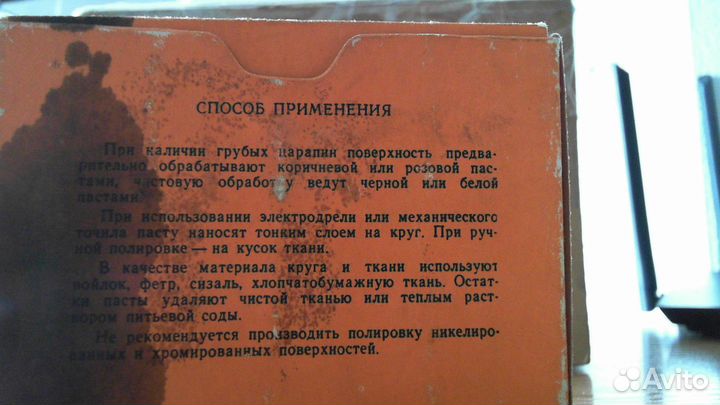 СПОСОБ ПРИМЕНЕНИЯ
При наличии грубых царапин поверхность предва-
рительно обрабатывают коричневой или розовой пас-
тами, чистовую обработку ведут черной или белой
пастами.
При использовании электродрели или механического
точила пасту наносят тонким слоем на круг. При руч-
ной полировке — на кусок ткани.
В качестве материала круга и ткани используют
войлок, фетр, сизаль, хлопчатобумажную ткань. Остат-
ки пасты удаляют чистой тканью или теплым раст-
вором питьевой соды.
Не рекомендуется производить полировку никелиро-
ванных и хромированных поверхностей.
Avito